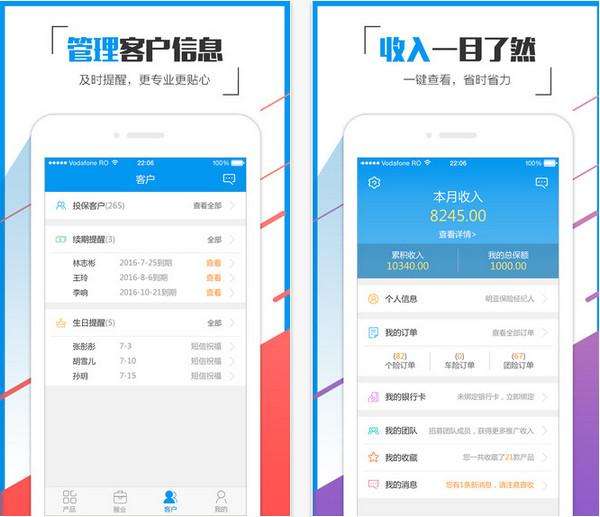 管理客户信息
及时提醒，更专业更贴心
Vodafone RO 22:06 100%
客户
投保客户(265) 查看全部
续期提醒(3) 全部
林志彬 2016-7-25到期 查看
王玲 2016-8-6到期 查看
李晌 2016-10-21到期 查看
生日提醒(5) 全部
张彤彤 7-3 短信祝福
胡雪儿 7-10 短信祝福
孙明 7-15 短信祝福
产品 展业 客户 我的
收入一目了然
一键查看，省时省力
Vodafone RO 22:06 100%
本月收入
8245.00
查看详情>
累积收入 我的总保额
10340.00 1000.00
个人信息 明亚保险经纪人
我的订单 查看全部订单
(82) (0) (67)
个险订单 车险订单 团险订单
我的银行卡 未绑定银行卡，立即绑定
我的团队 招募团队成员，获得更多推广收入
我的收藏 您一共收藏了21款产品
我的消息 您有1条新消息，请注意查收